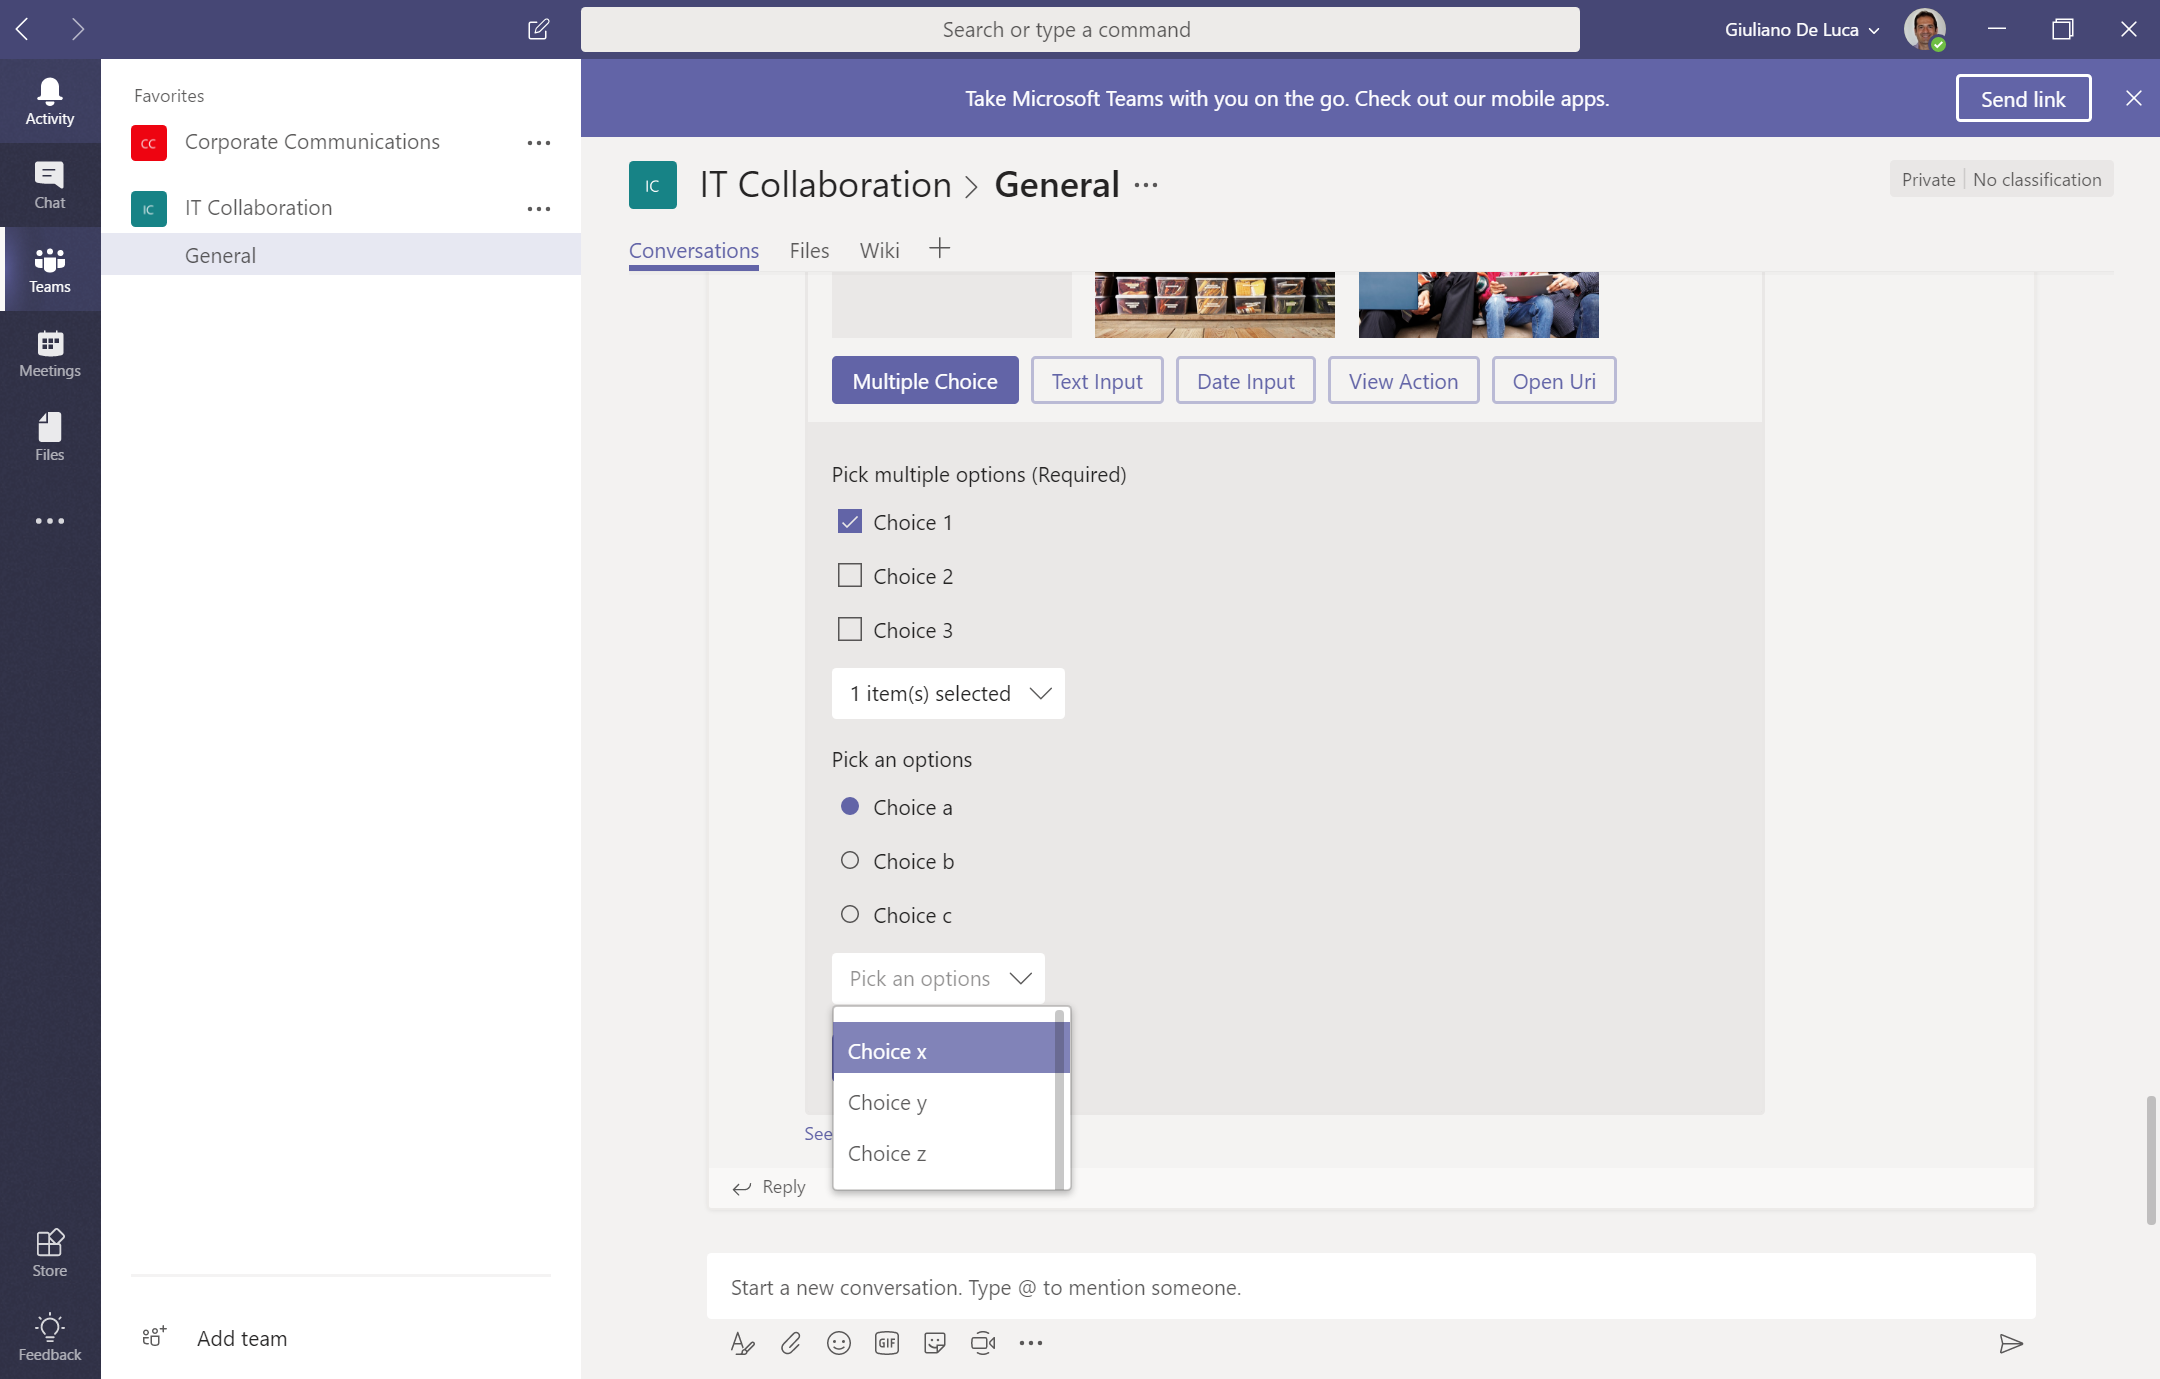 Search or type a command
Giuliano De Luca
Activity
Chat
Teams
Meetings
Files
Store
Feedback
Favorites
CC Corporate Communications
IC IT Collaboration
General
Add team
Take Microsoft Teams with you on the go. Check out our mobile apps.
Send link
IC IT Collaboration > General
Private No classification
Conversations Files Wiki
Multiple Choice Text Input Date Input View Action Open Uri
Pick multiple options (Required)
Choice 1
Choice 2
Choice 3
1 item(s) selected
Pick an options
Choice a
Choice b
Choice c
Pick an options
Choice x
Choice y
Choice z
See
Reply
Start a new conversation. Type @ to mention someone.
GIF